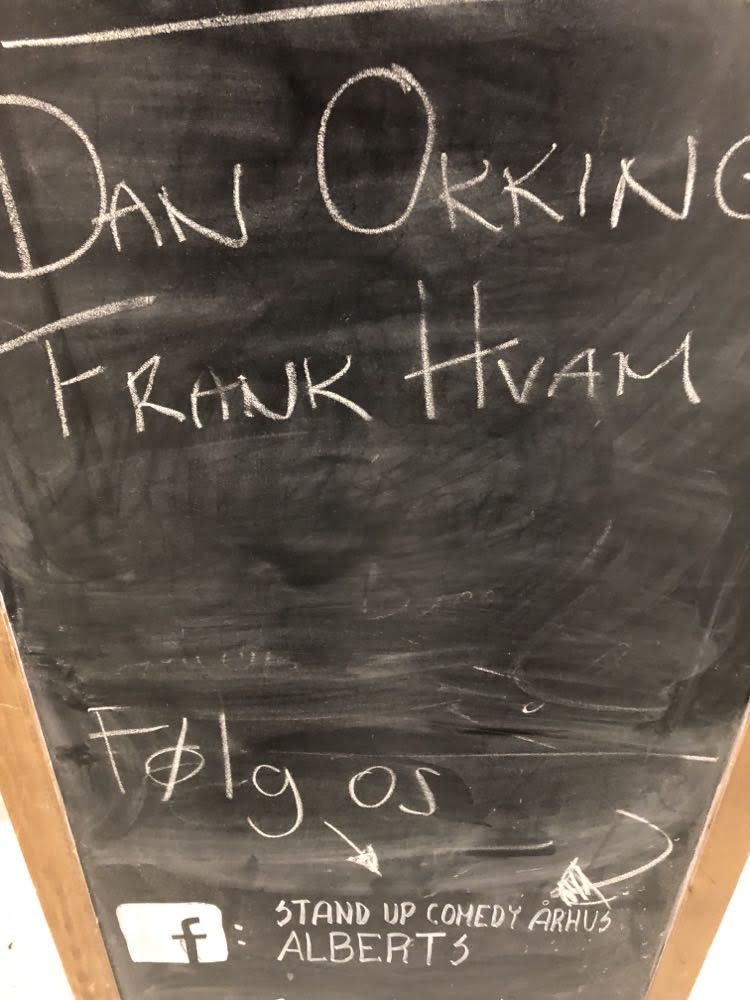 DAN OKKING
FRANK HVAM
Følg os
f : STAND UP COMEDY ÅRHUS
ALBERTS